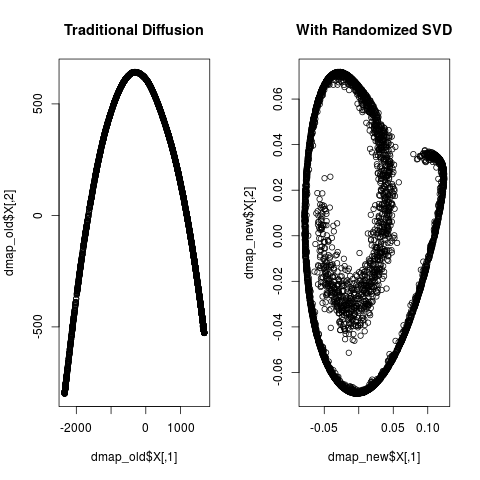 Traditional Diffusion
dmap_old$X[,2]
500
0
-500
-2000
0
1000
dmap_old$X[,1]
With Randomized SVD
dmap_new$X[,2]
0.06
0.04
0.02
0.00
-0.02
-0.04
-0.06
-0.05
0.05
0.10
dmap_new$X[,1]